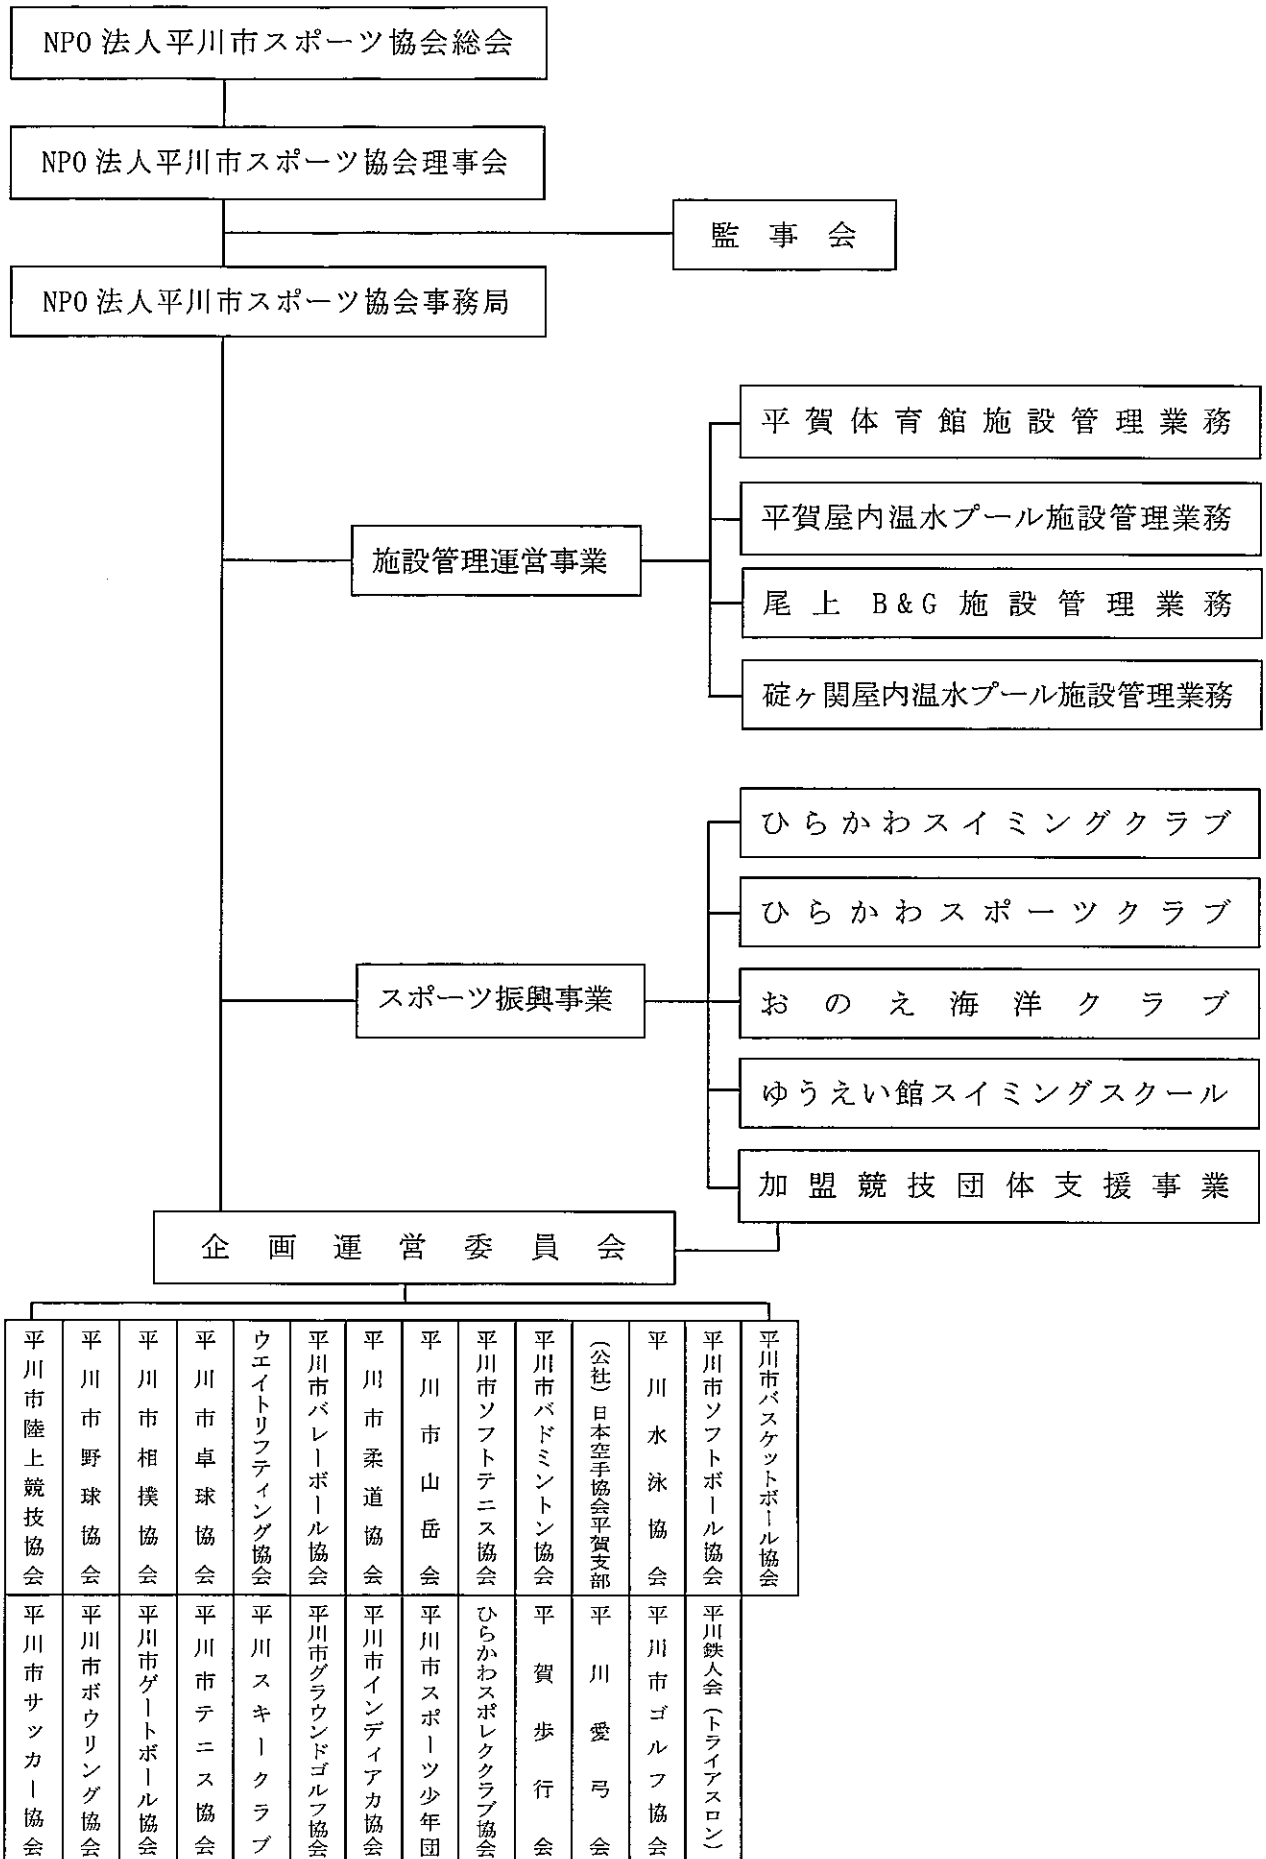 NPO法人平川市スポーツ協会総会
NPO法人平川市スポーツ協会理事会
監事会
NPO法人平川市スポーツ協会事務局
平賀体育館施設管理業務
平賀屋内温水プール施設管理業務
施設管理運営事業
尾上B&G施設管理業務
碇ヶ関屋内温水プール施設管理業務
ひらかわスイミングクラブ
ひらかわスポーツクラブ
スポーツ振興事業
おのえ海洋クラブ
ゆうえい館スイミングスクール
加盟競技団体支援事業
企画運営委員会
平川市陸上競技協会
平川市野球協会
平川市相撲協会
平川市卓球協会
ウエイトリフティング協会
平川市バレーボール協会
平川市柔道協会
平川市山岳会
平川市ソフトテニス協会
平川市バドミントン協会
(公社)日本空手協会平賀支部
平川水泳協会
平川市ソフトボール協会
平川市バスケットボール協会
平川市サッカー協会
平川市ボウリング協会
平川市ゲートボール協会
平川市テニス協会
平川スキークラブ
平川市グラウンドゴルフ協会
平川市インディアカ協会
平川市スポーツ少年団
ひらかわスポレククラブ協会
平賀歩行会
平川愛弓会
平川市ゴルフ協会
平川鉄人会(トライアスロン)